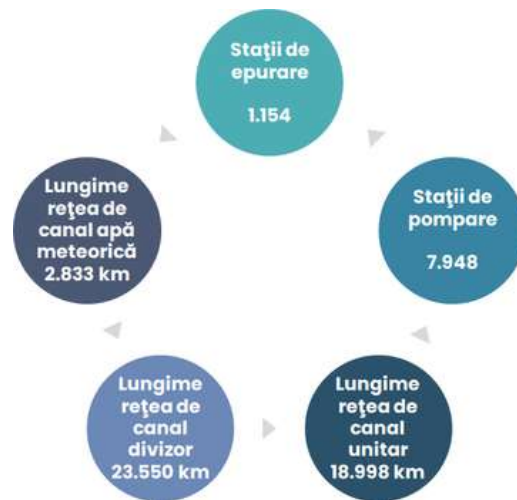 Staţii de
epurare
1.154
Staţii de
pompare
7.948
Lungime
reţea de
canal
unitar
18.998 km
Lungime
reţea de
canal
divizor
23.550 km
Lungime
reţea de
canal apă
meteorică
2.833 km